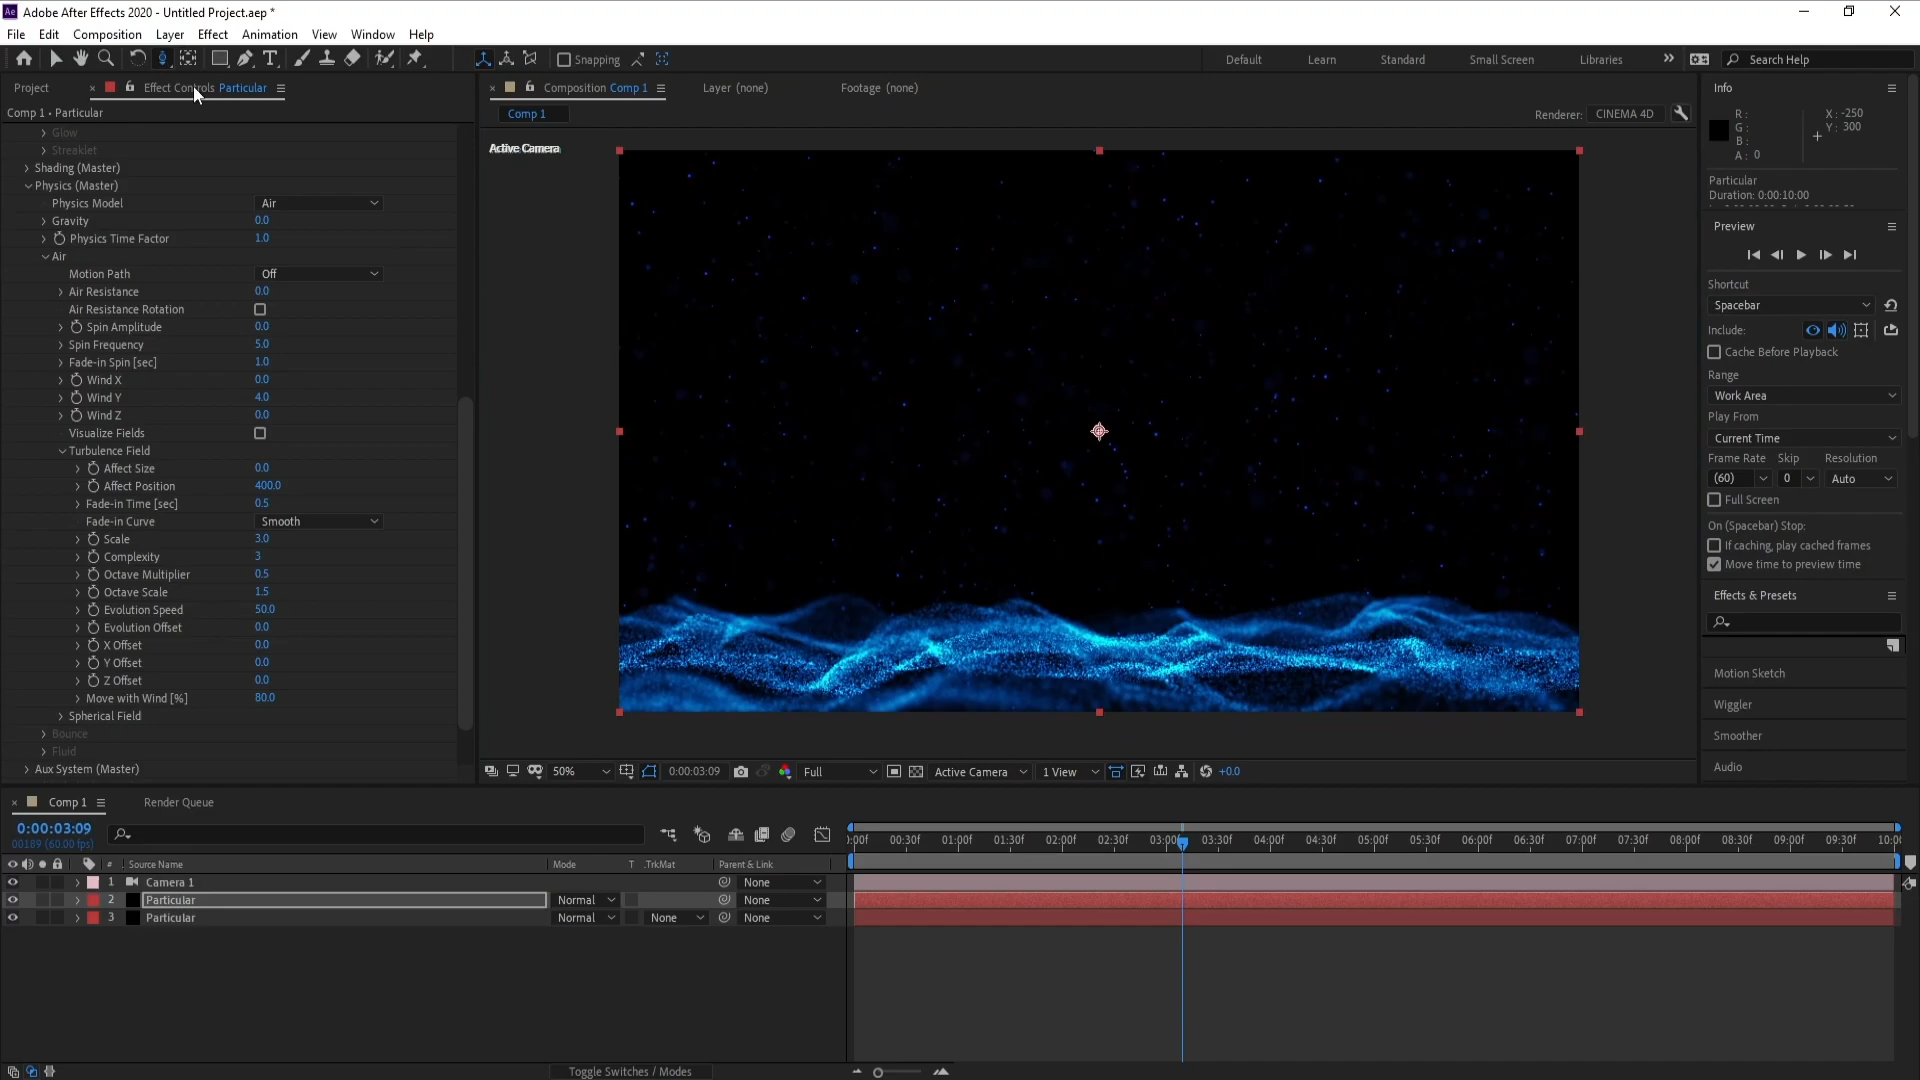 Adobe After Effects 2020 - Untitled Project.aep *
File Edit Composition Layer Effect Animation View Window Help
Snapping
Default Learn Standard Small Screen Libraries Search Help
Project Effect Controls Particular
Comp 1 • Particular
Glow
Streaklet
Shading (Master)
Physics (Master)
Physics Model Air
Gravity 0.0
Physics Time Factor 1.0
Air
Motion Path Off
Air Resistance 0.0
Air Resistance Rotation
Spin Amplitude 0.0
Spin Frequency 5.0
Fade-in Spin [sec] 1.0
Wind X 0.0
Wind Y 4.0
Wind Z 0.0
Visualize Fields
Turbulence Field
Affect Size 0.0
Affect Position 400.0
Fade-in Time [sec] 0.5
Fade-in Curve Smooth
Scale 3.0
Complexity 3
Octave Multiplier 0.5
Octave Scale 1.5
Evolution Speed 50.0
Evolution Offset 0.0
X Offset 0.0
Y Offset 0.0
Z Offset 0.0
Move with Wind [%] 80.0
Spherical Field
Bounce
Fluid
Aux System (Master)
Composition Comp 1 Layer (none) Footage (none)
Comp 1 Renderer: CINEMA 4D
Active Camera
50% 0:00:03:09 Full Active Camera 1 View +0.0
Info
R: X: -250
G: Y: 300
B:
A: 0
Particular
Duration: 0:00:10:00
Preview
Shortcut
Spacebar
Include:
Cache Before Playback
Range
Work Area
Play From
Current Time
Frame Rate Skip Resolution
(60) 0 Auto
Full Screen
On (Spacebar) Stop:
If caching, play cached frames
Move time to preview time
Effects & Presets
Motion Sketch
Wiggler
Smoother
Audio
Comp 1 Render Queue
0:00:03:09
00189 (60.00 fps)
:00f 00:30f 01:00f 01:30f 02:00f 02:30f 03:00f 03:30f 04:00f 04:30f 05:00f 05:30f 06:00f 06:30f 07:00f 07:30f 08:00f 08:30f 09:00f 09:30f 10:0
# Source Name Mode T .TrkMat Parent & Link
1 Camera 1 None
2 Particular Normal None
3 Particular Normal None None
Toggle Switches / Modes